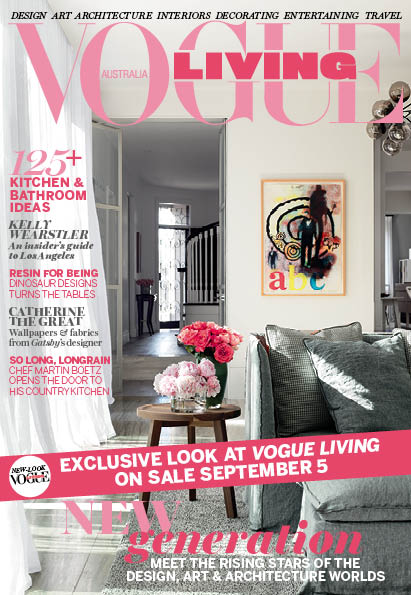 DESIGN ART ARCHITECTURE INTERIORS DECORATING ENTERTAINING TRAVEL
VOGUE
AUSTRALIA
LIVING
125+
KITCHEN &
BATHROOM
IDEAS
KELLY
WEARSTLER
An insider's guide
to Los Angeles
RESIN FOR BEING
DINOSAUR DESIGNS
TURNS THE TABLES
CATHERINE
THE GREAT
Wallpapers & fabrics
from Gatsby's designer
SO LONG, LONGRAIN
CHEF MARTIN BOETZ
OPENS THE DOOR TO
HIS COUNTRY KITCHEN
abc
NEW-LOOK
VOGUE
EXCLUSIVE LOOK AT VOGUE LIVING
ON SALE SEPTEMBER 5
NEW
generation
MEET THE RISING STARS OF THE
DESIGN, ART & ARCHITECTURE WORLDS